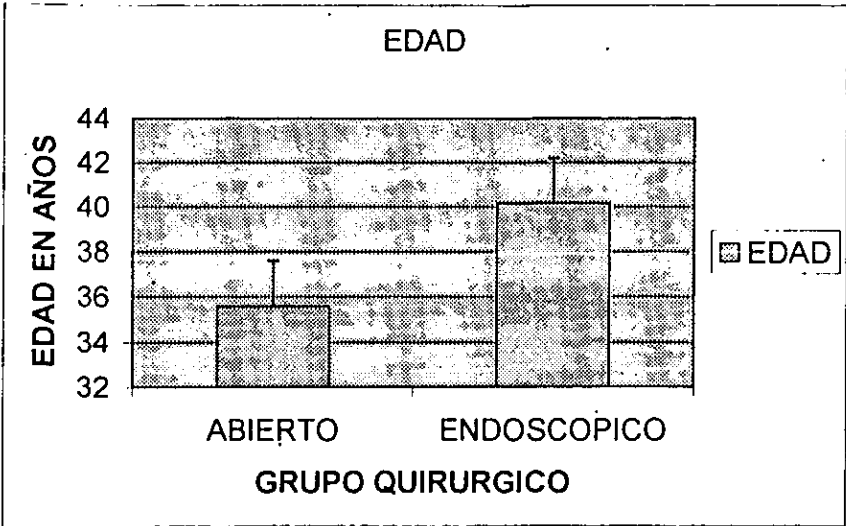 EDAD
EDAD EN AÑOS
44
42
40
38
36
34
32
ABIERTO
ENDOSCOPICO
GRUPO QUIRURGICO
EDAD